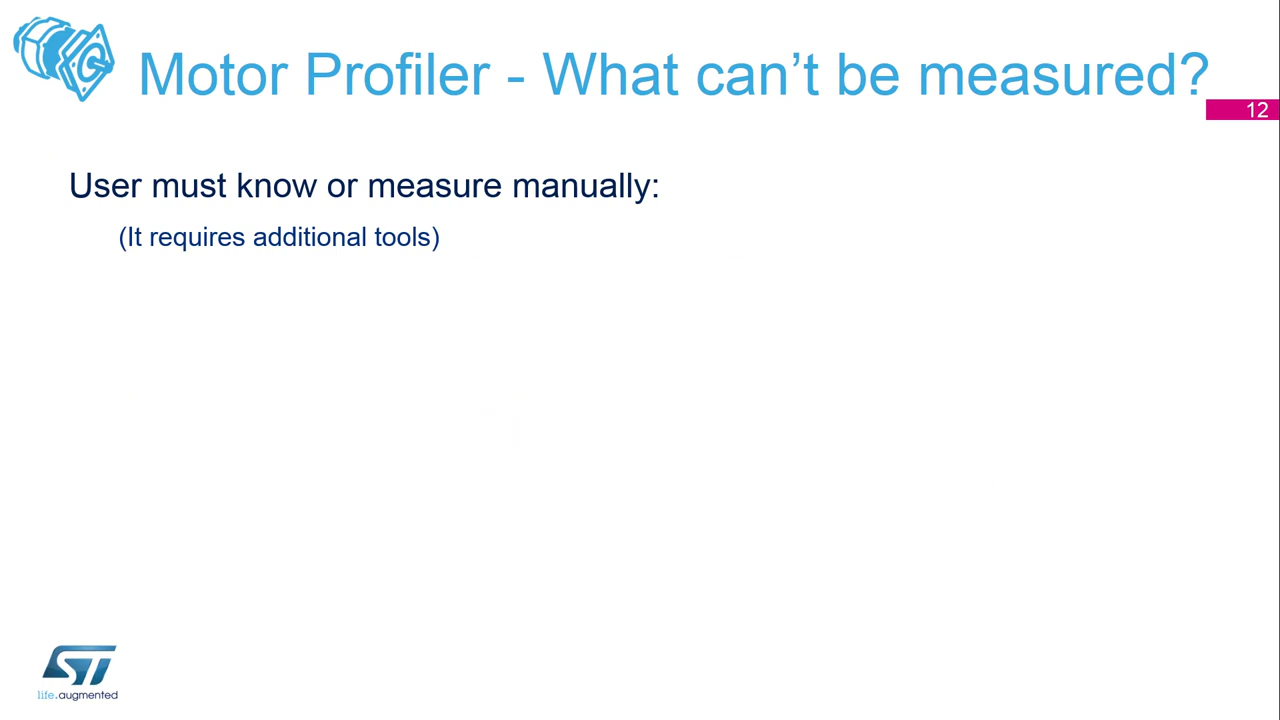 Motor Profiler - What can’t be measured?
12
User must know or measure manually:
(It requires additional tools)
ST
life.augmented